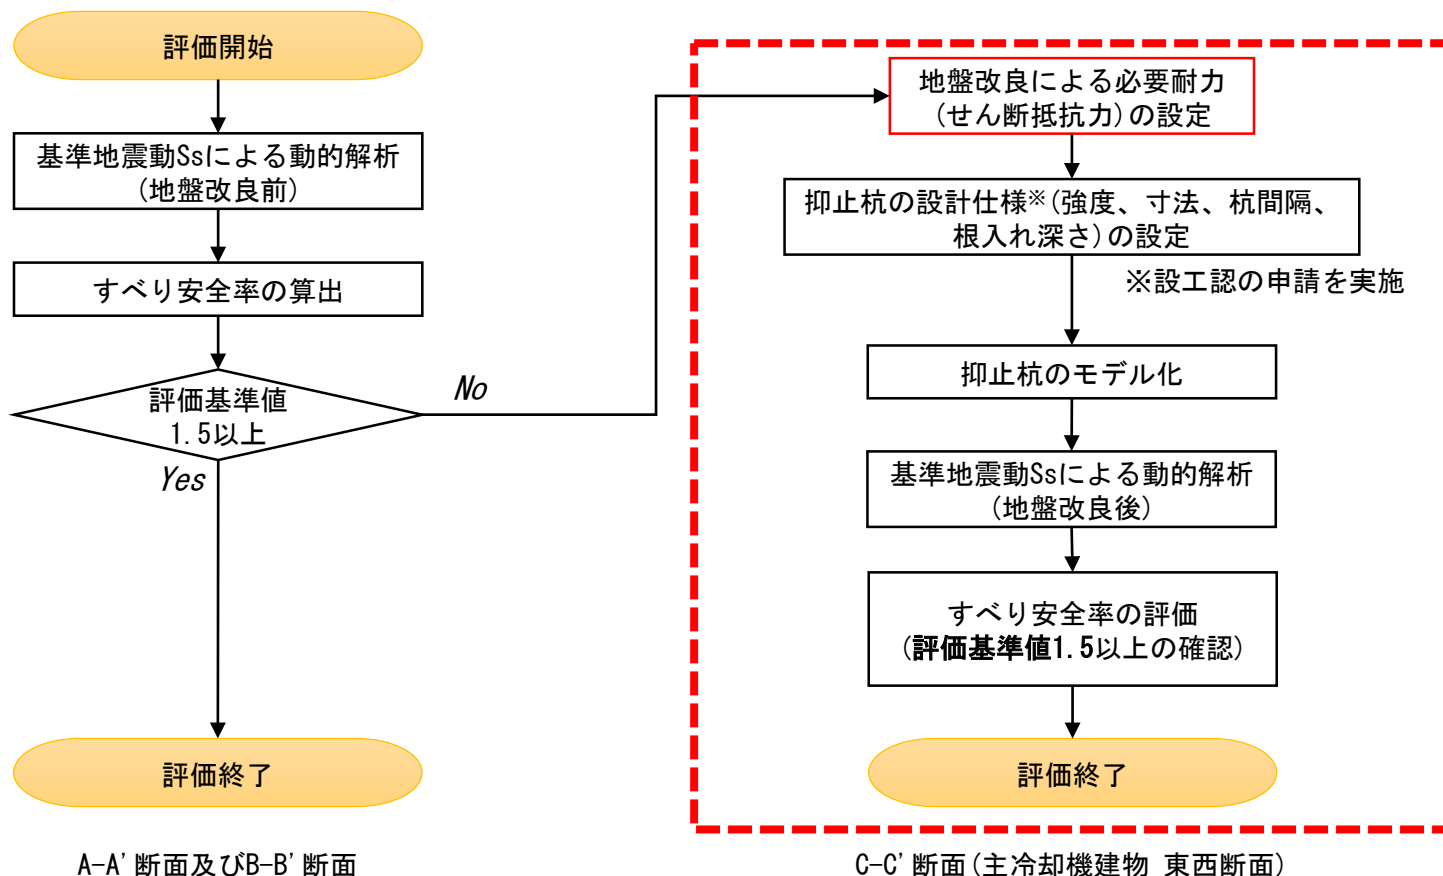 評価開始
基準地震動Ssによる動的解析
(地盤改良前)
すべり安全率の算出
評価基準値
1.5以上
No
Yes
評価終了
A-A'断面及びB-B'断面
地盤改良による必要耐力
(せん断抵抗力)の設定
抑止杭の設計仕様※(強度、寸法、杭間隔、
根入れ深さ)の設定
※設工認の申請を実施
抑止杭のモデル化
基準地震動Ssによる動的解析
(地盤改良後)
すべり安全率の評価
(評価基準値1.5以上の確認)
評価終了
C-C'断面(主冷却機建物 東西断面)